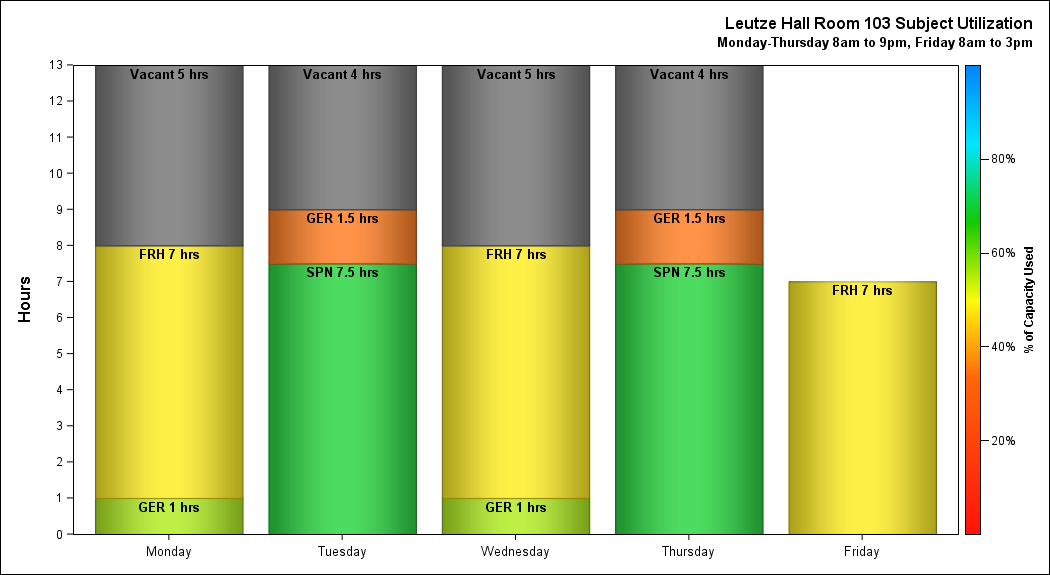 Leutze Hall Room 103 Subject Utilization
Monday-Thursday 8am to 9pm, Friday 8am to 3pm
Hours
13
12
11
10
9
8
7
6
5
4
3
2
1
0
Vacant 5 hrs
FRH 7 hrs
GER 1 hrs
Vacant 4 hrs
GER 1.5 hrs
SPN 7.5 hrs
Vacant 5 hrs
FRH 7 hrs
GER 1 hrs
Vacant 4 hrs
GER 1.5 hrs
SPN 7.5 hrs
FRH 7 hrs
Monday
Tuesday
Wednesday
Thursday
Friday
80%
60%
40%
20%
% of Capacity Used